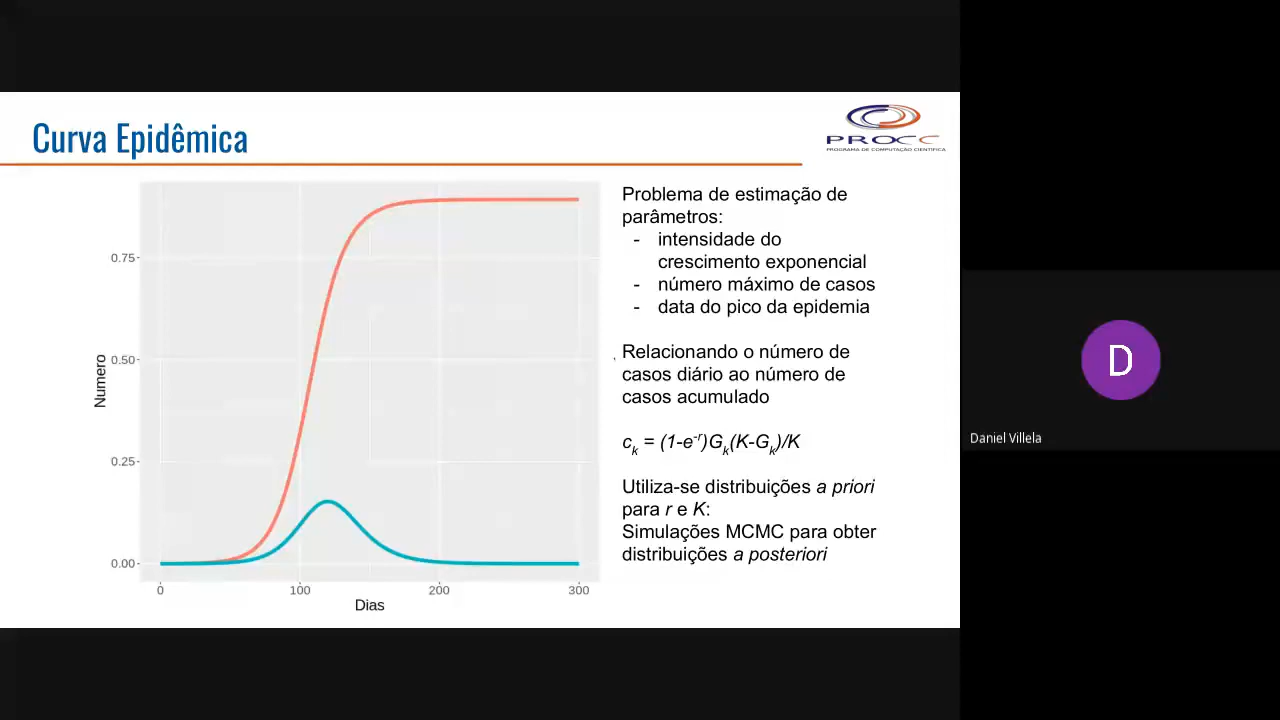 Curva Epidêmica
PROCC
PROGRAMA DE COMPUTAÇÃO CIENTÍFICA
Problema de estimação de
parâmetros:
- intensidade do
crescimento exponencial
- número máximo de casos
- data do pico da epidemia
Relacionando o número de
casos diário ao número de
casos acumulado
cₖ = (1-e⁻ʳ)Gₖ(K-Gₖ)/K
Utiliza-se distribuições a priori
para r e K:
Simulações MCMC para obter
distribuições a posteriori
Numero
0.75
0.50
0.25
0.00
0 100 200 300
Dias
D
Daniel Villela